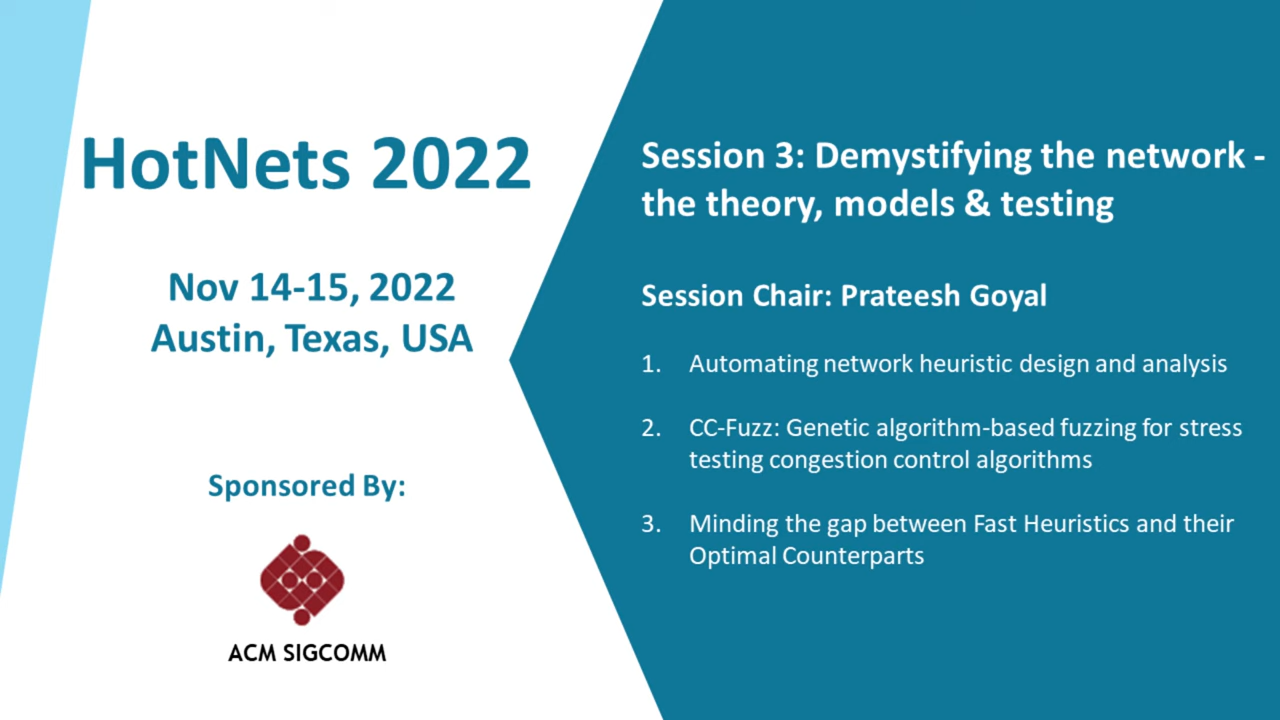 HotNets 2022
Nov 14-15, 2022
Austin, Texas, USA
Sponsored By:
ACM SIGCOMM
Session 3: Demystifying the network -
the theory, models & testing
Session Chair: Prateesh Goyal
1. Automating network heuristic design and analysis
2. CC-Fuzz: Genetic algorithm-based fuzzing for stress
testing congestion control algorithms
3. Minding the gap between Fast Heuristics and their
Optimal Counterparts